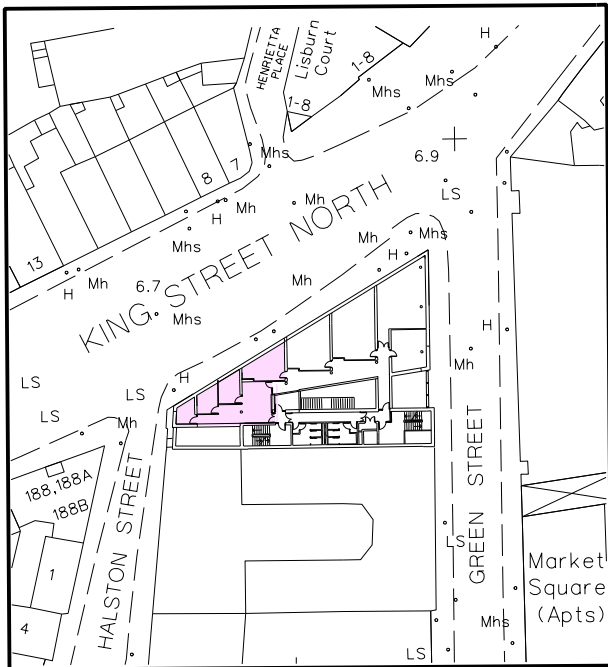 H
HENRIETTA
PLACE
Lisburn
Court
1-8
1-8
Mhs
Mhs
Mhs
6.9
8
7
LS
Mh
H
Mh
Mhs
Mhs
Mh
H
13
Mh
H
6.7
Mhs
KING STREET NORTH
H
Mh
LS
LS
H
LS
Mh
188,188A
188B
1
4
HALSTON STREET
GREEN STREET
LS
Market
Square
(Apts)
Mhs
LS